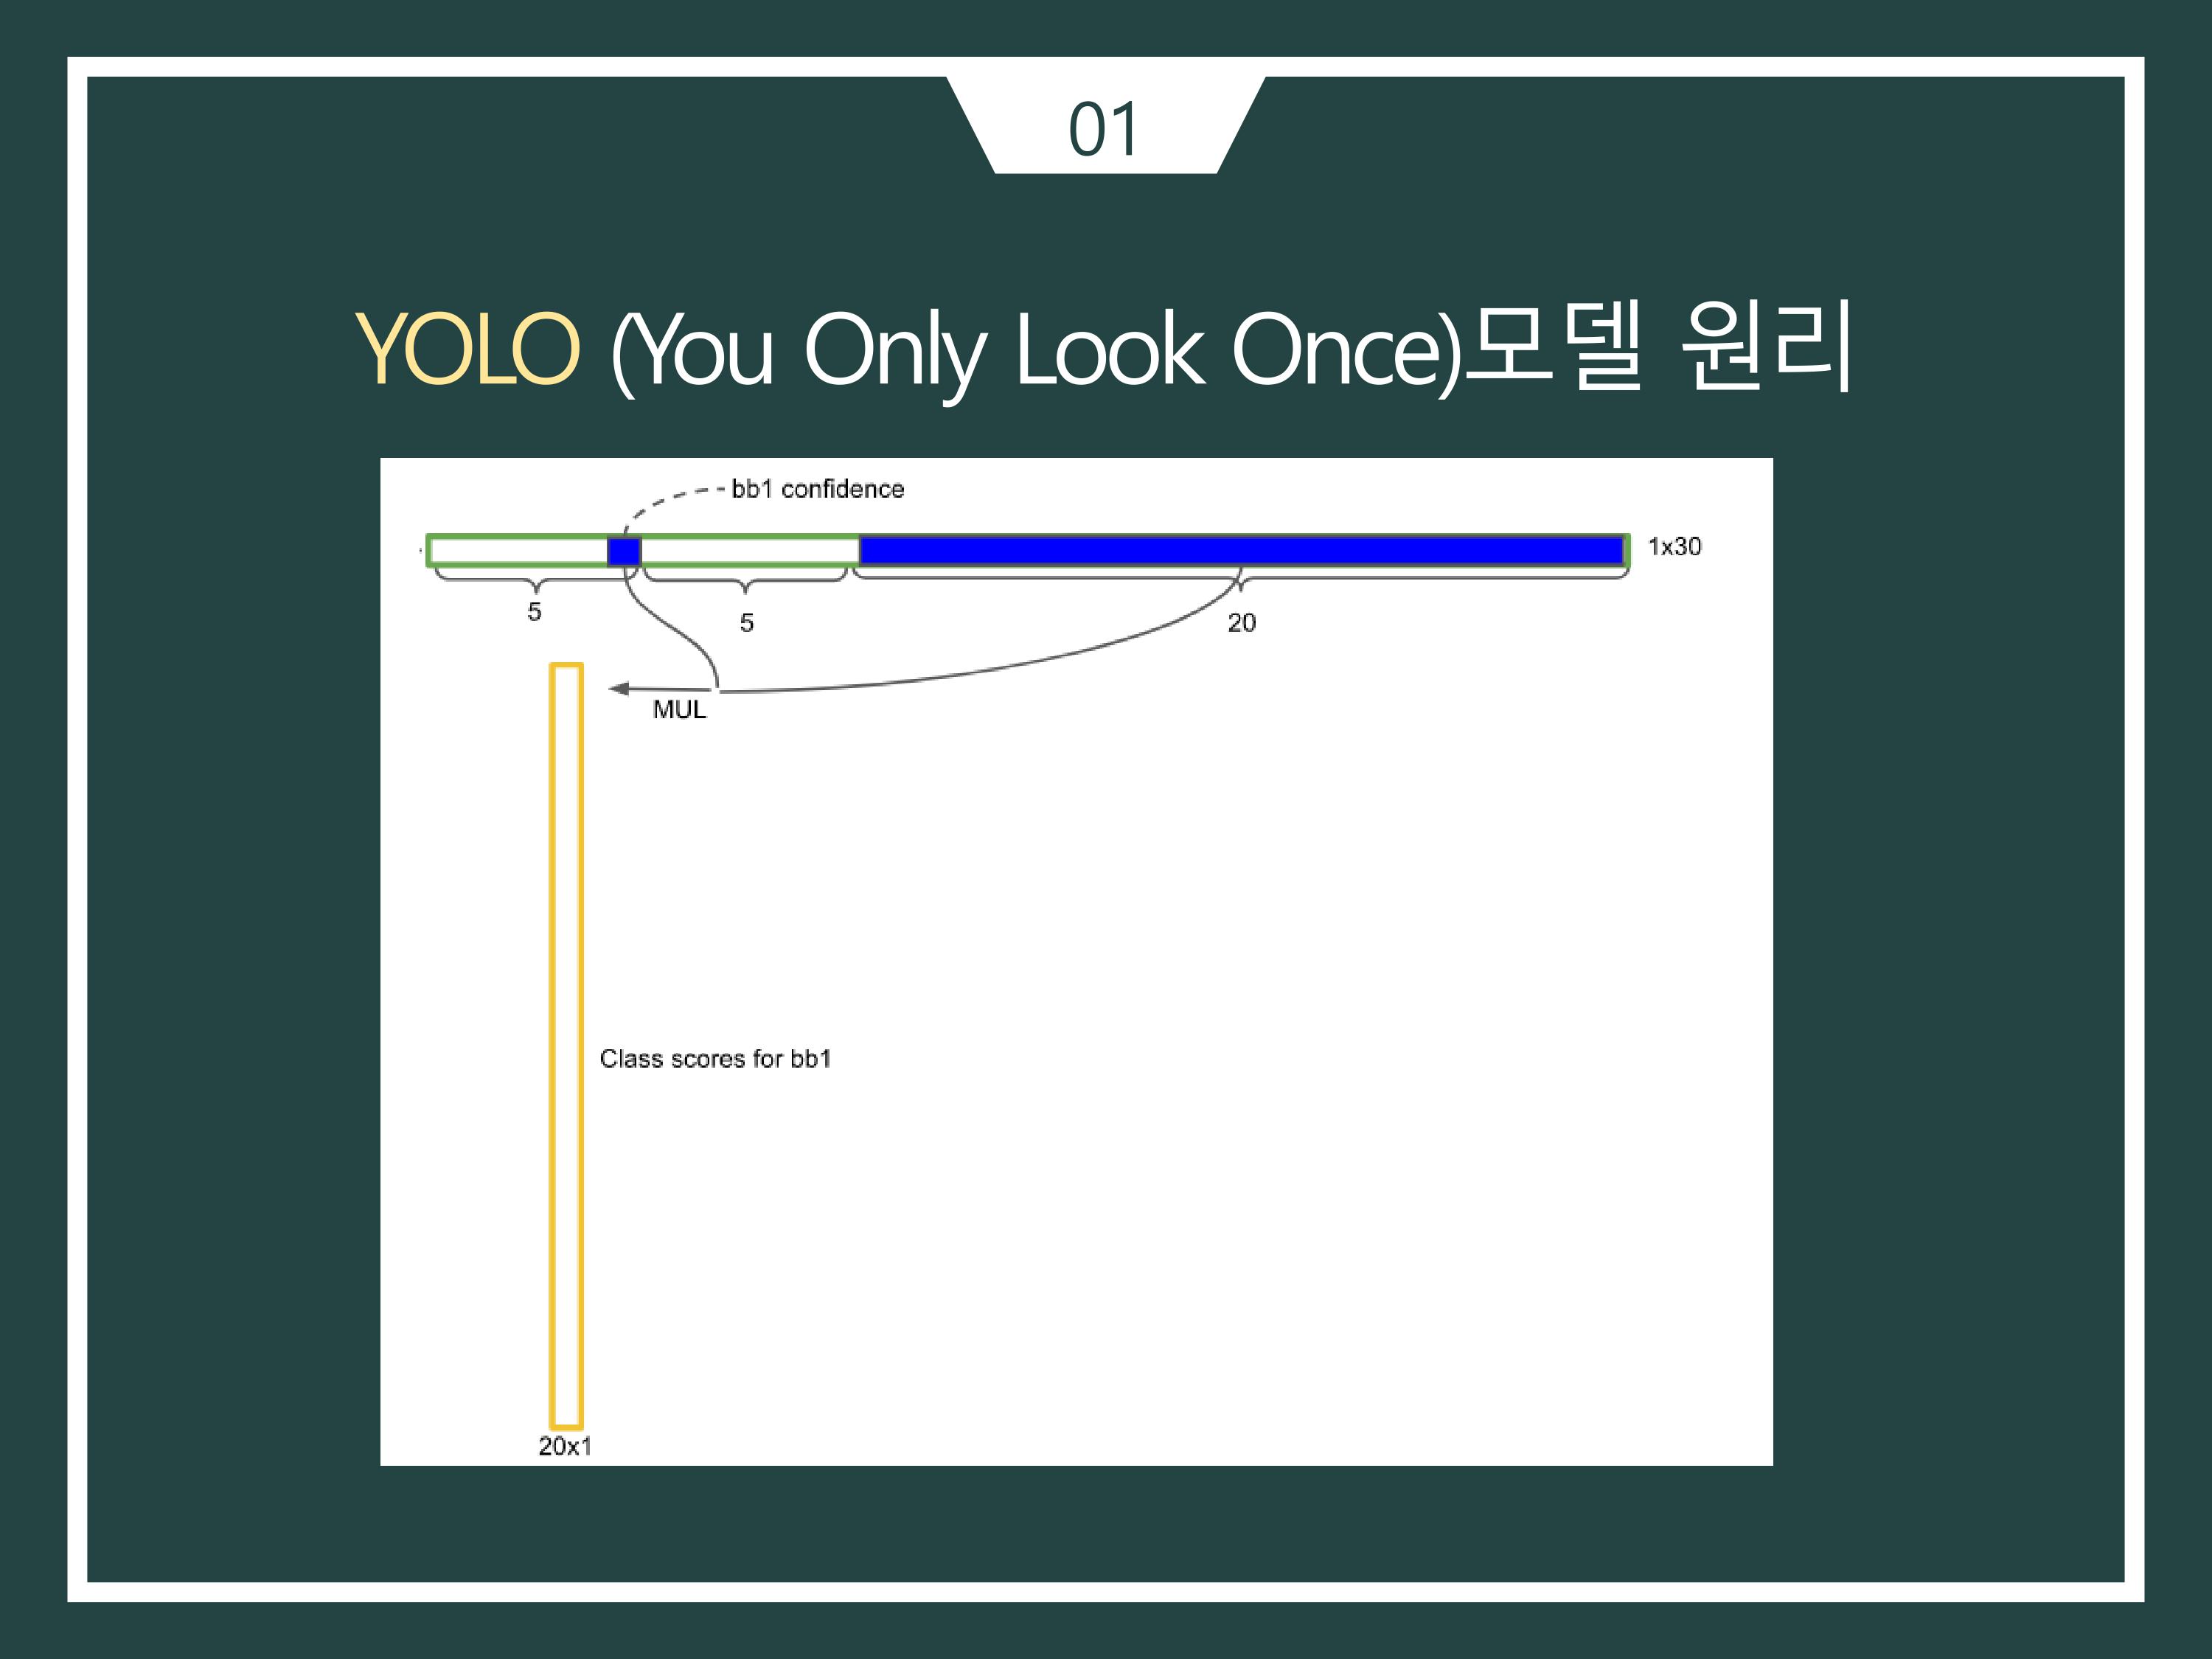 01
YOLO (You Only Look Once)모델 원리
bb1 confidence
1x30
5
5
20
MUL
Class scores for bb1
20x1